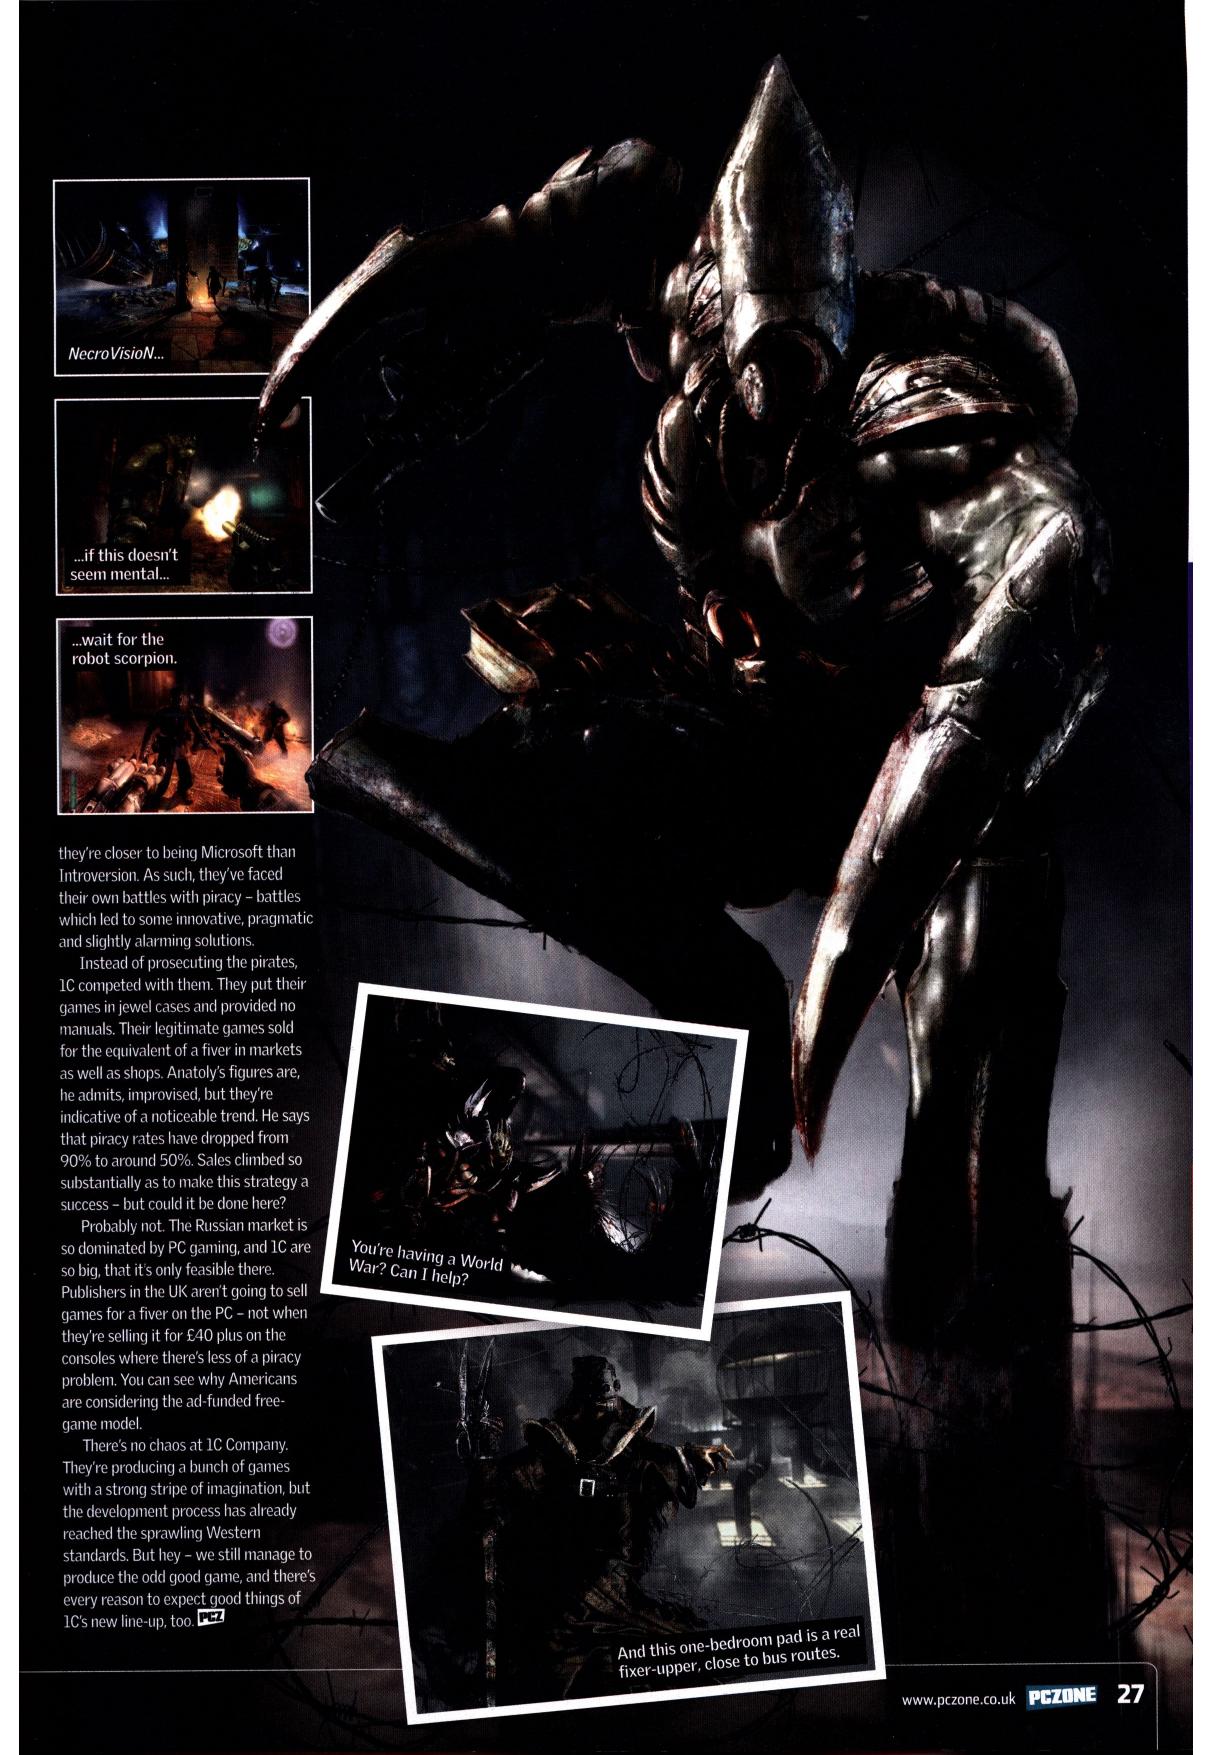 NecroVisioN...
...if this doesn't
seem mental...
...wait for the
robot scorpion.
they're closer to being Microsoft than
Introversion. As such, they've faced
their own battles with piracy – battles
which led to some innovative, pragmatic
and slightly alarming solutions.
Instead of prosecuting the pirates,
1C competed with them. They put their
games in jewel cases and provided no
manuals. Their legitimate games sold
for the equivalent of a fiver in markets
as well as shops. Anatoly's figures are,
he admits, improvised, but they're
indicative of a noticeable trend. He says
that piracy rates have dropped from
90% to around 50%. Sales climbed so
substantially as to make this strategy a
success – but could it be done here?
Probably not. The Russian market is
so dominated by PC gaming, and 1C are
so big, that it's only feasible there.
Publishers in the UK aren't going to sell
games for a fiver on the PC – not when
they're selling it for £40 plus on the
consoles where there's less of a piracy
problem. You can see why Americans
are considering the ad-funded free-
game model.
There's no chaos at 1C Company.
They're producing a bunch of games
with a strong stripe of imagination, but
the development process has already
reached the sprawling Western
standards. But hey – we still manage to
produce the odd good game, and there's
every reason to expect good things of
1C's new line-up, too. PCZ
You're having a World
War? Can I help?
And this one-bedroom pad is a real
fixer-upper, close to bus routes.
www.pczone.co.uk PCZONE 27